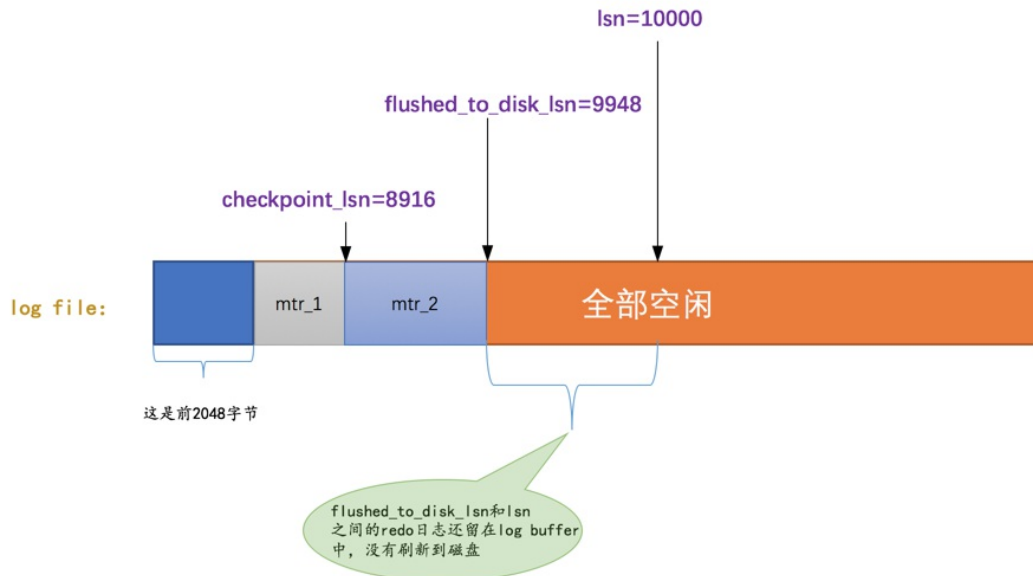 lsn=10000
flushed_to_disk_lsn=9948
checkpoint_lsn=8916
log file:
mtr_1
mtr_2
全部空闲
这是前2048字节
flushed_to_disk_lsn和lsn
之间的redo日志还留在log buffer
中，没有刷新到磁盘